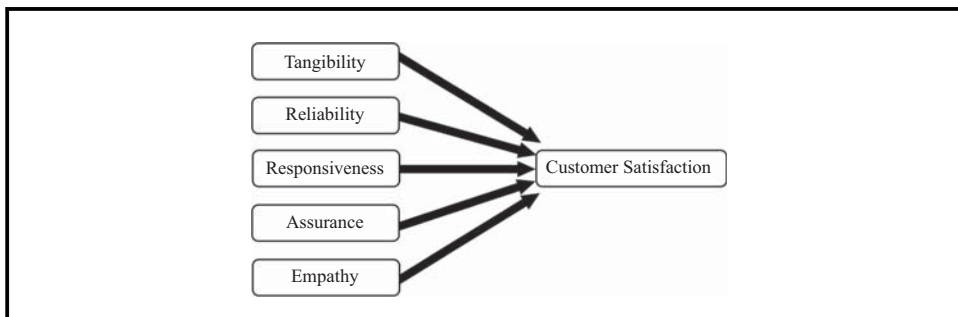 Tangibility
Reliability
Responsiveness
Assurance
Empathy
Customer Satisfaction